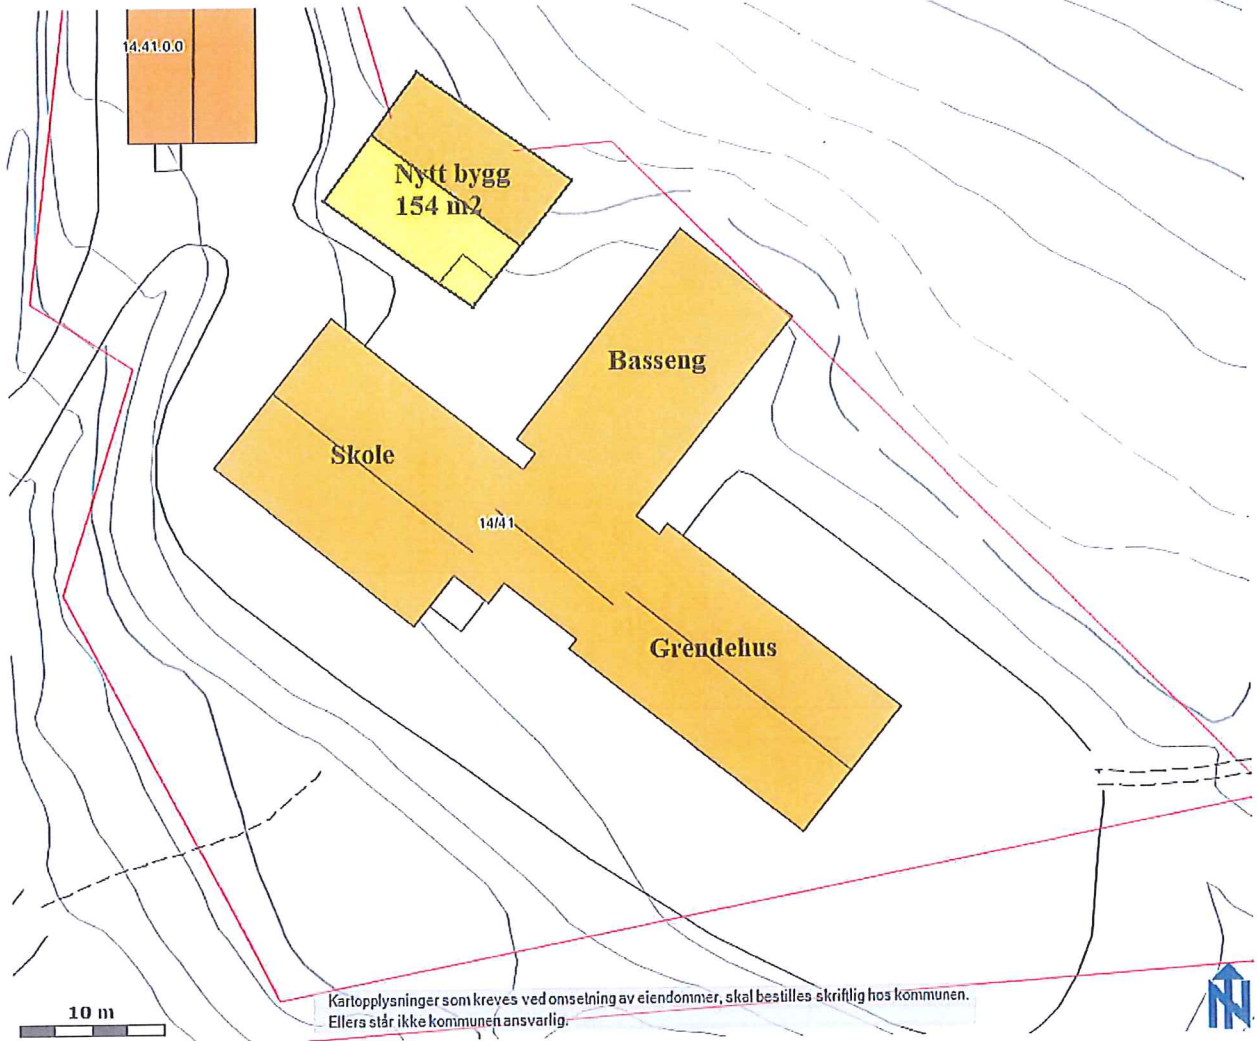 14.41.0.0
Nytt bygg
154 m2
Basseng
Skole
14/41
Grendehus
Kartopplysninger som kreves ved omsetning av eiendommer, skal bestilles skriftlig hos kommunen.
Ellers står ikke kommunen ansvarlig.
10 m
N